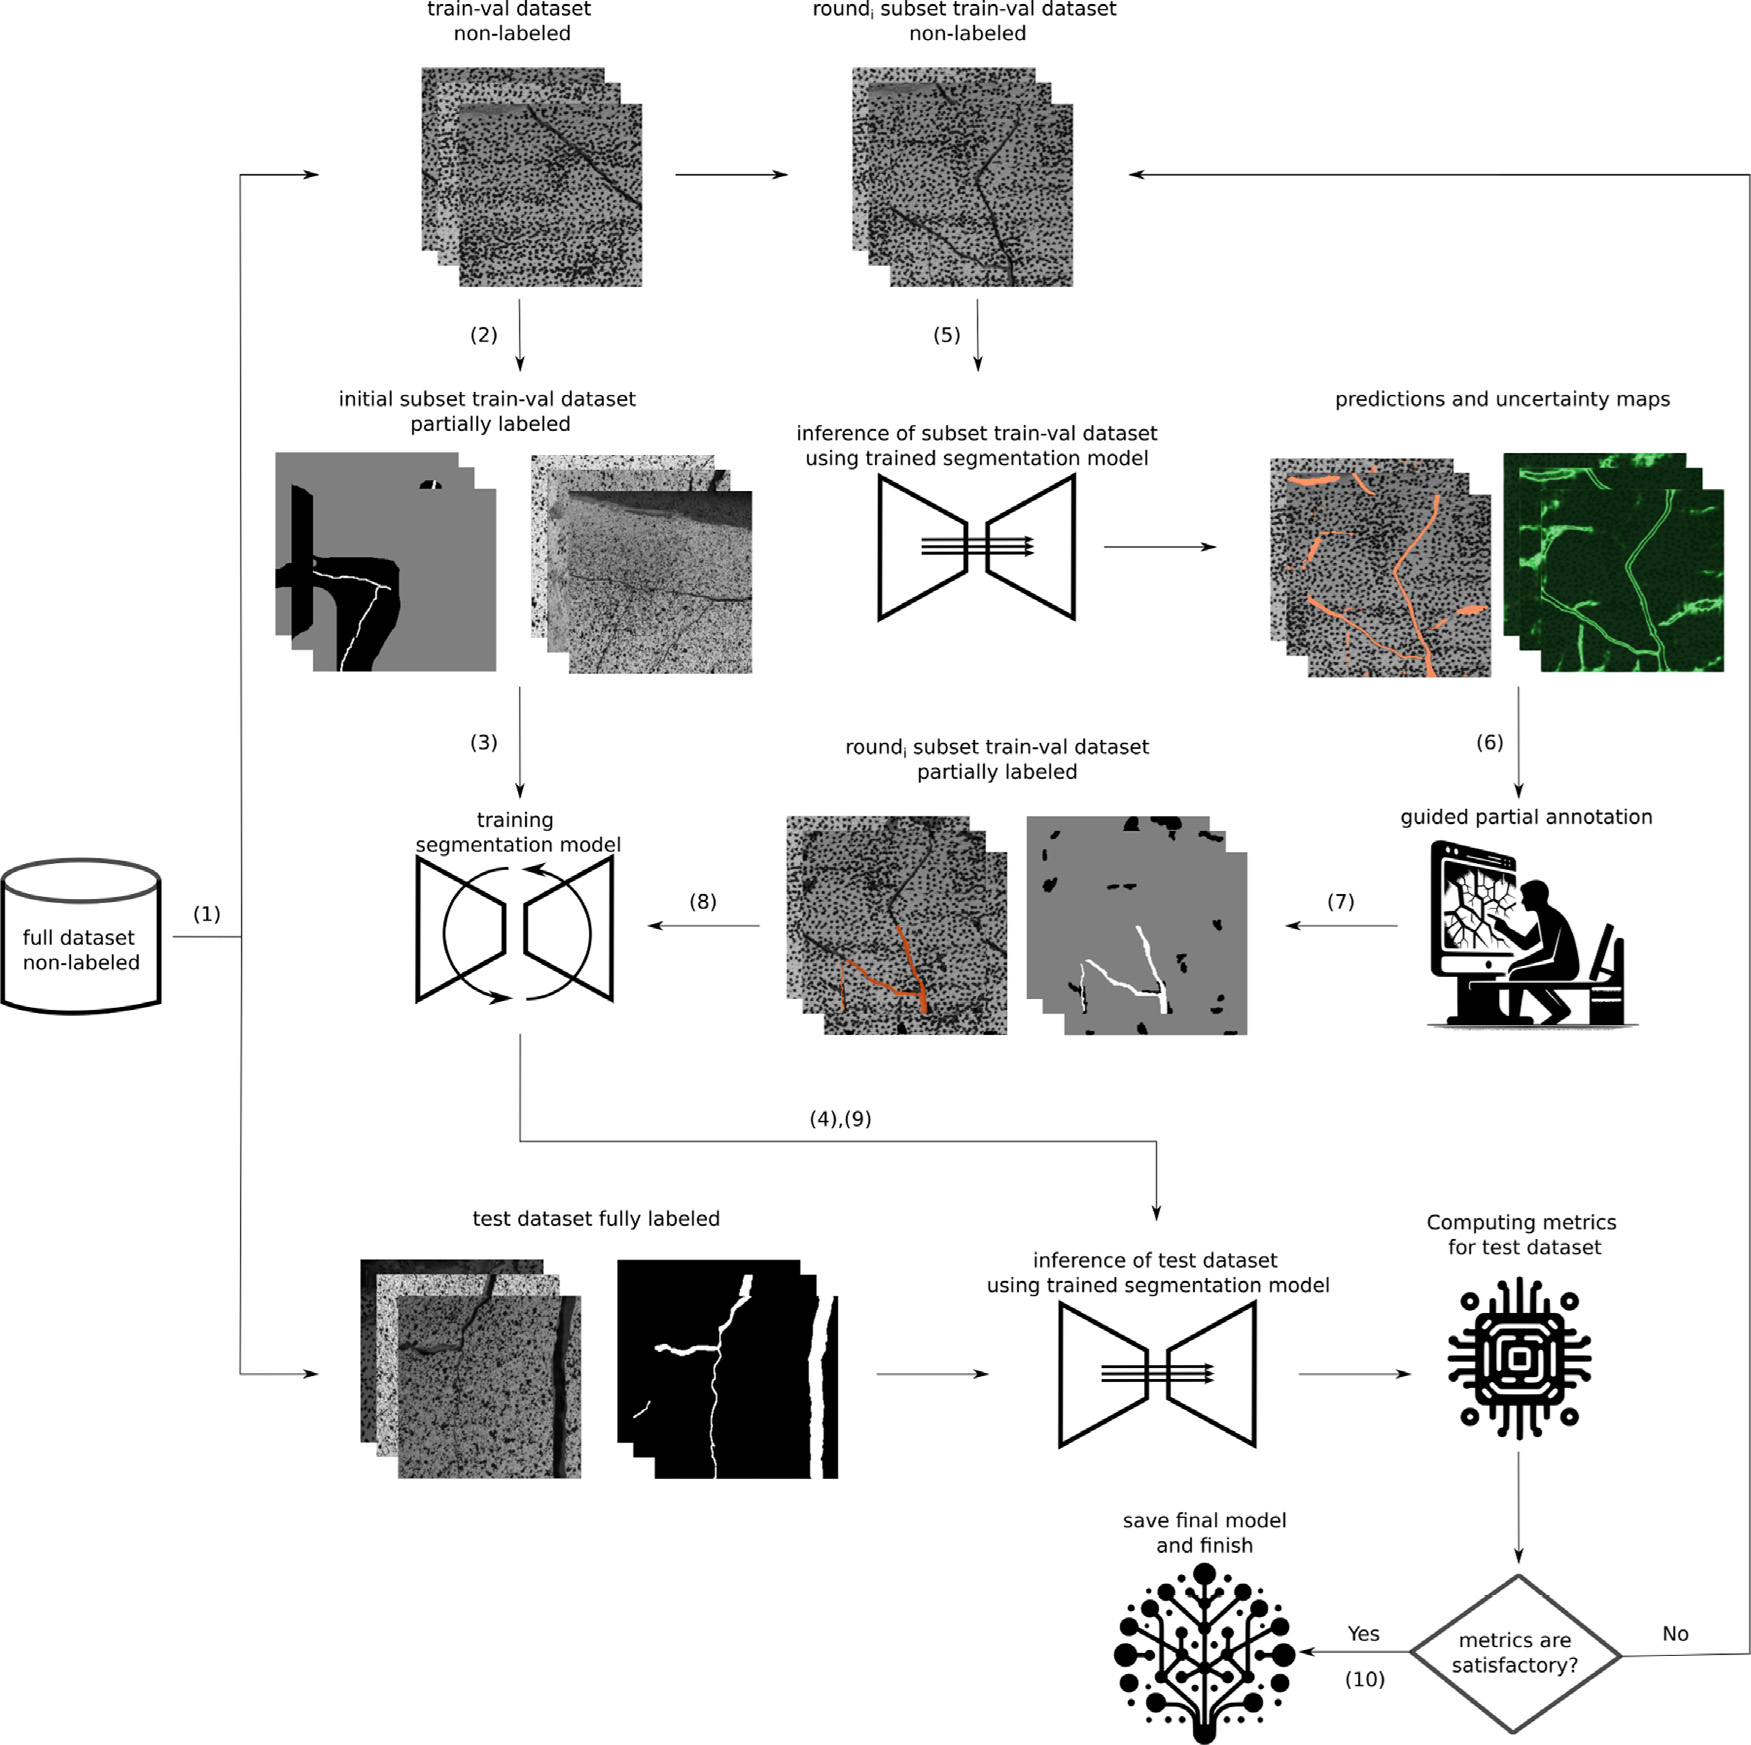 train-val dataset
non-labeled
roundi subset train-val dataset
non-labeled
(2)
(5)
initial subset train-val dataset
partially labeled
inference of subset train-val dataset
using trained segmentation model
predictions and uncertainty maps
(3)
(6)
roundi subset train-val dataset
partially labeled
training
segmentation model
guided partial annotation
(1)
(8)
(7)
full dataset
non-labeled
(4),(9)
test dataset fully labeled
inference of test dataset
using trained segmentation model
Computing metrics
for test dataset
save final model
and finish
Yes
(10)
metrics are
satisfactory?
No